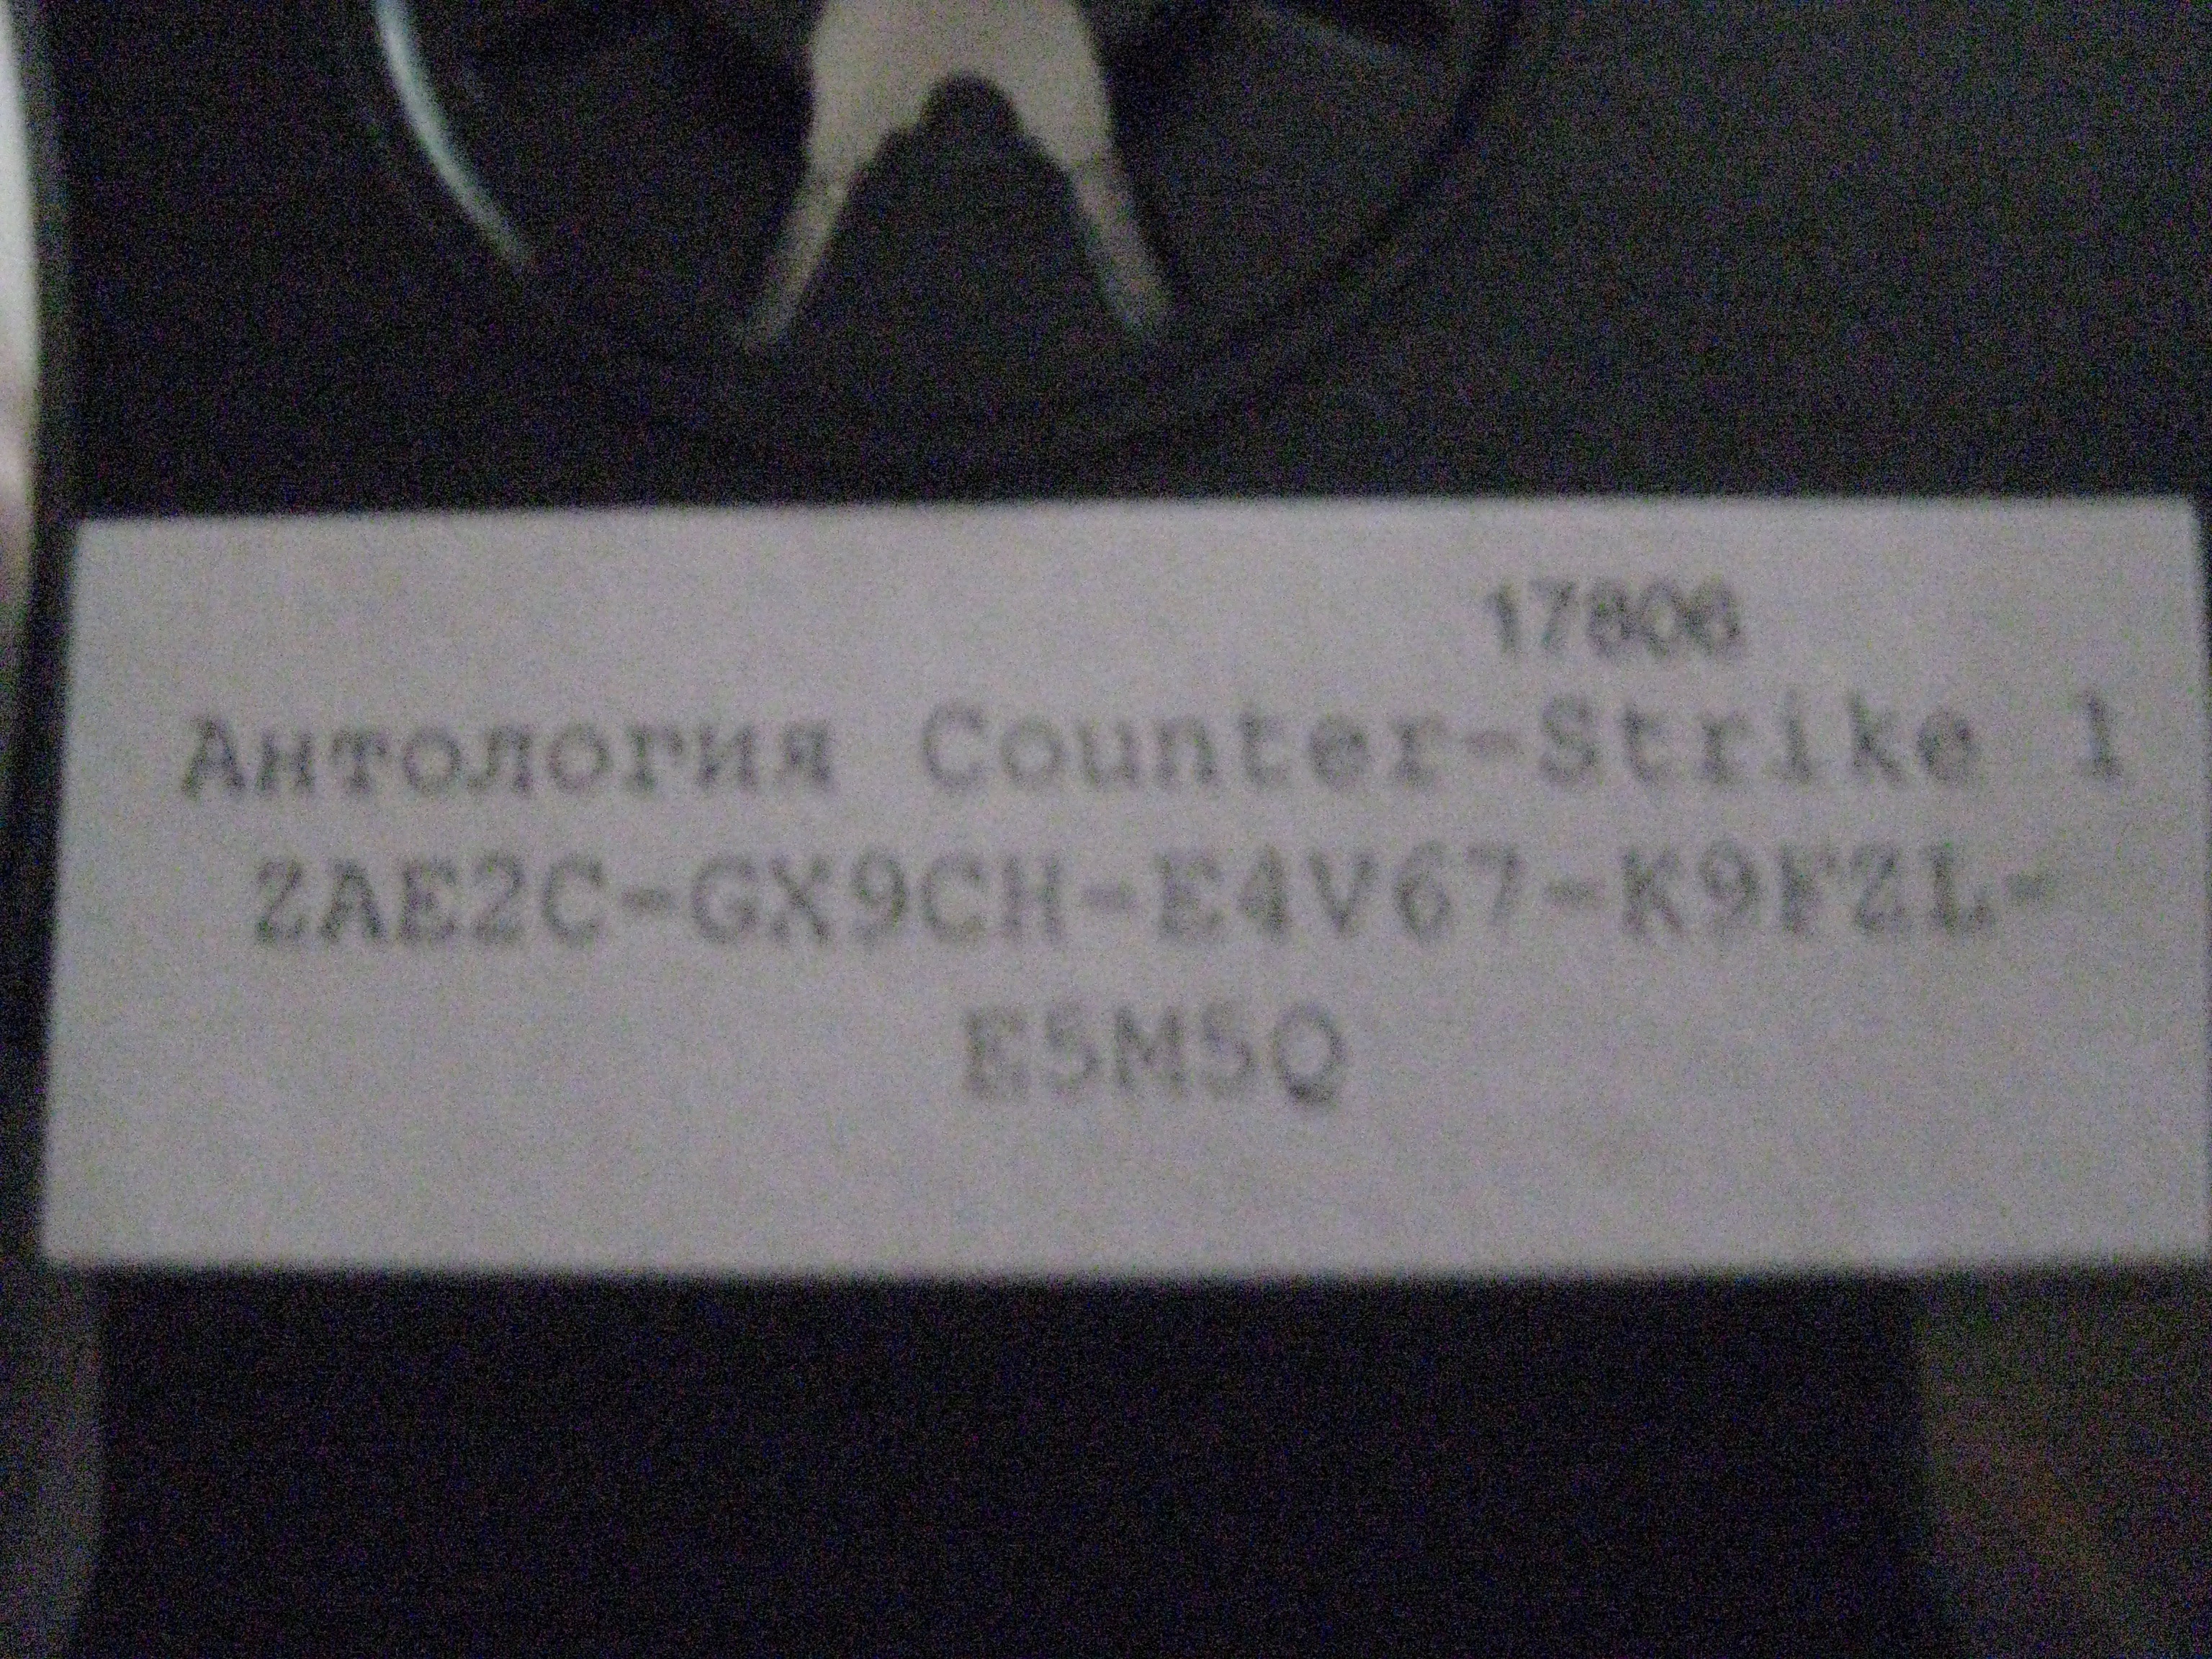 17806
Антология Counter-Strike 1
ZAE2C-GX9CH-E4V67-K9FZL-
E5M5Q